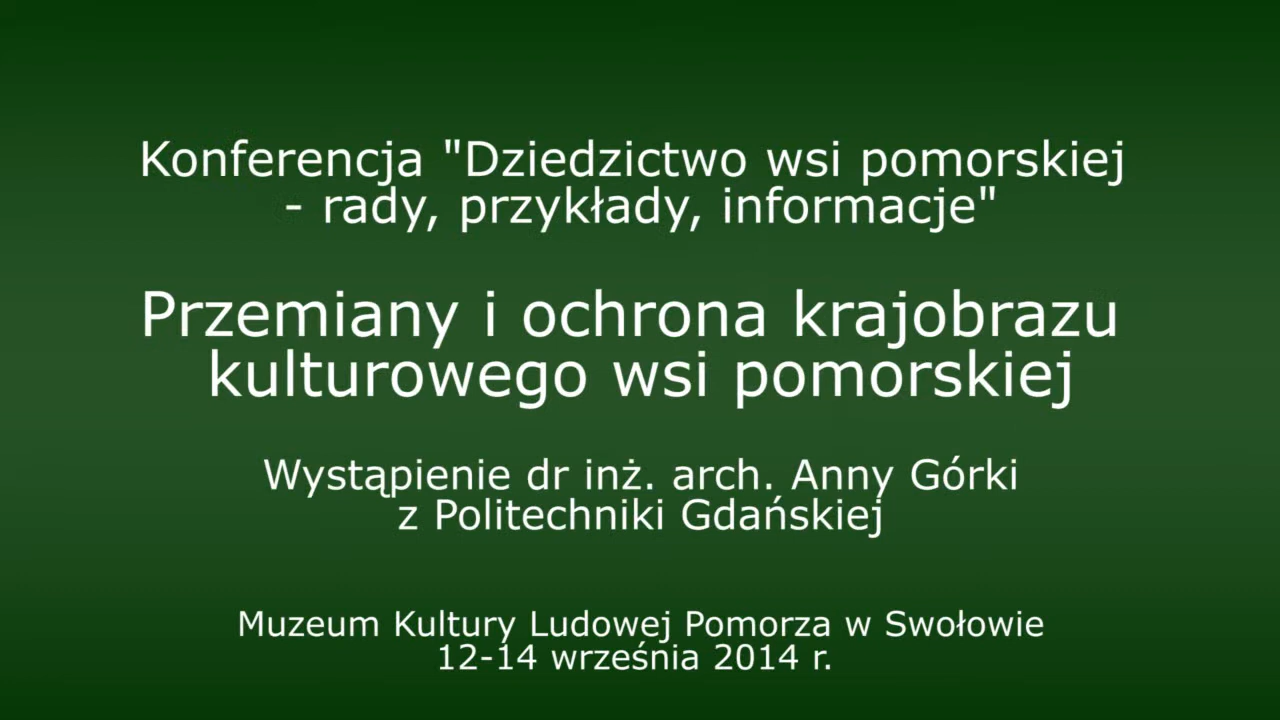 Konferencja "Dziedzictwo wsi pomorskiej
- rady, przykłady, informacje"
Przemiany i ochrona krajobrazu
kulturowego wsi pomorskiej
Wystąpienie dr inż. arch. Anny Górki
z Politechniki Gdańskiej
Muzeum Kultury Ludowej Pomorza w Swołowie
12-14 września 2014 r.